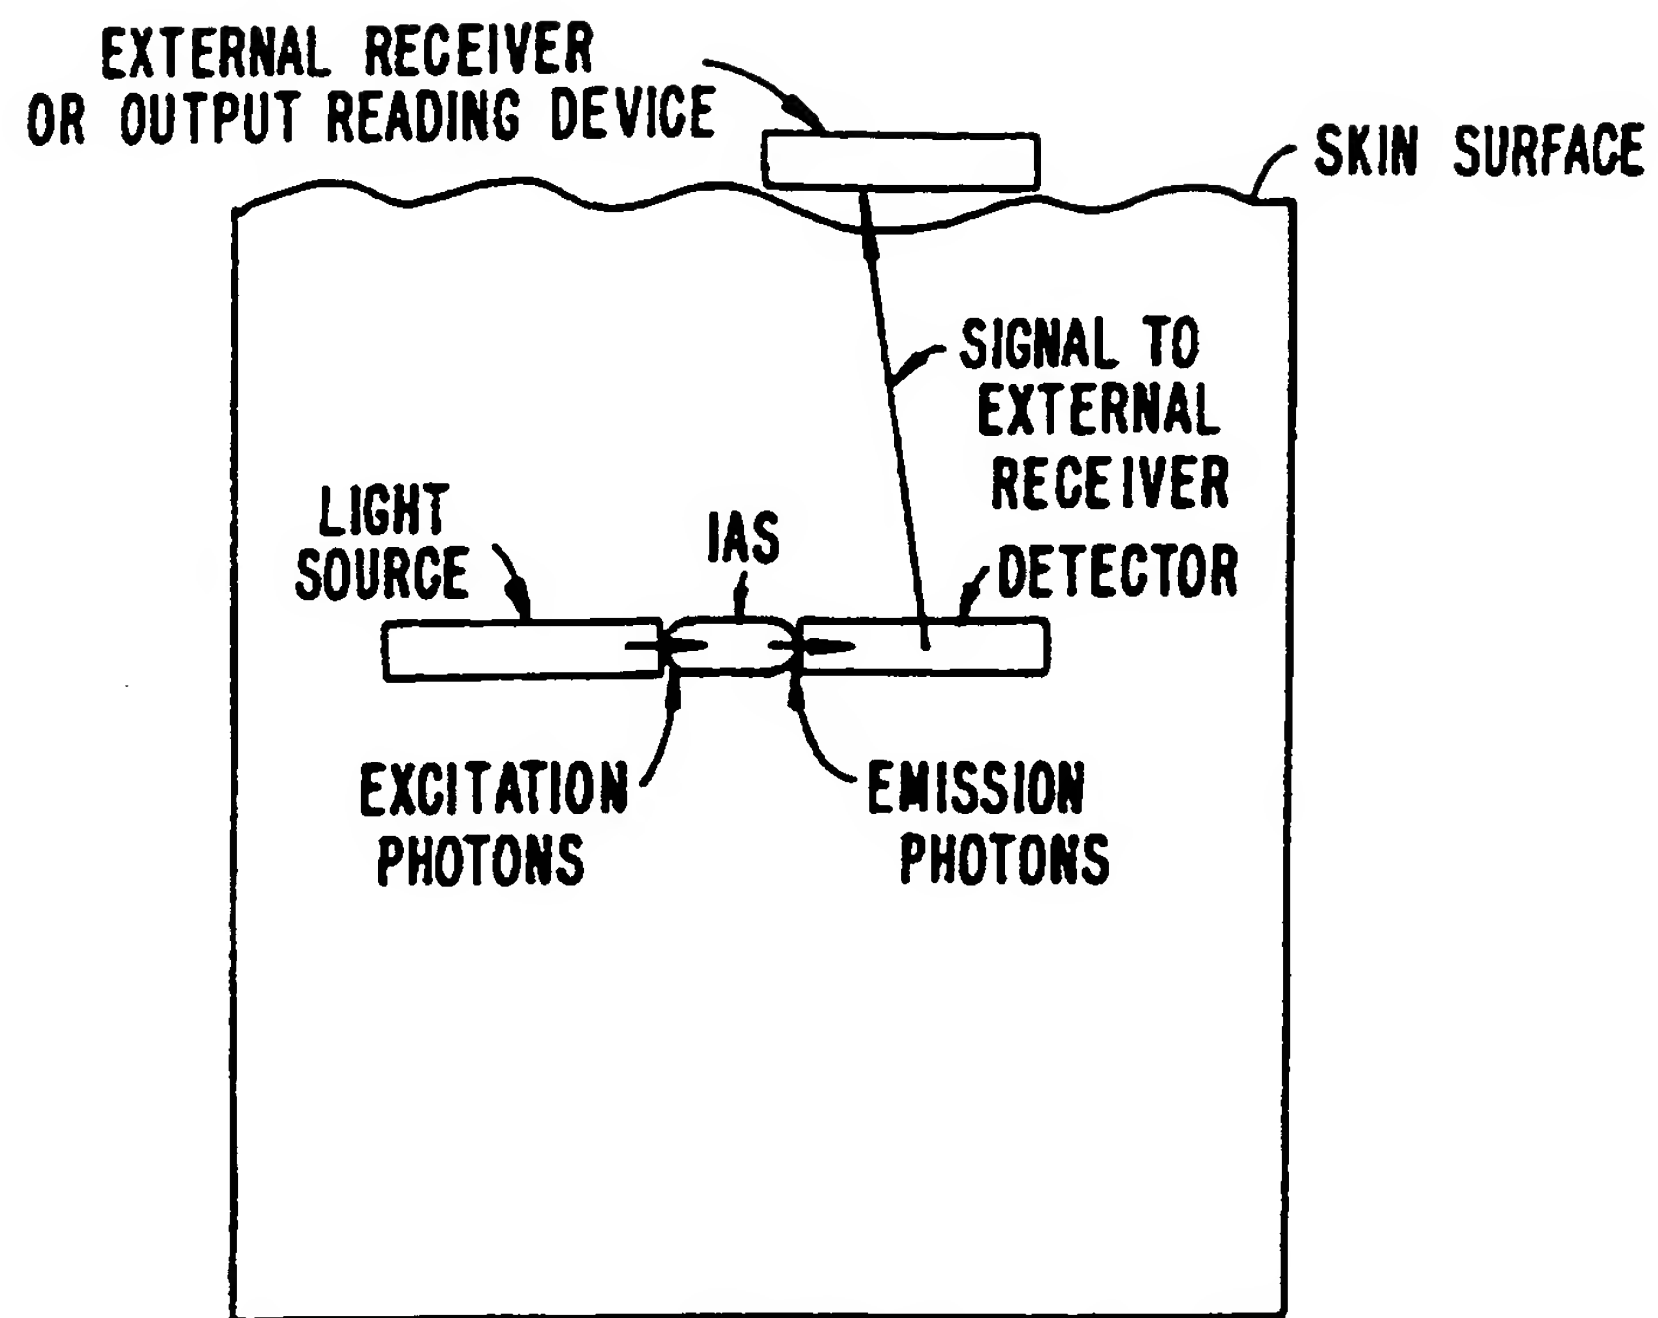 EXTERNAL RECEIVER
OR OUTPUT READING DEVICE
SKIN SURFACE
SIGNAL TO
EXTERNAL
RECEIVER
LIGHT
SOURCE
IAS
DETECTOR
EXCITATION
PHOTONS
EMISSION
PHOTONS